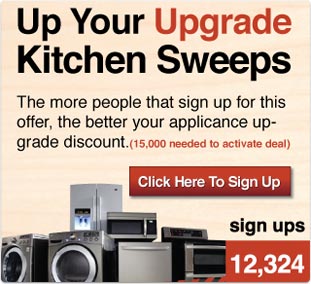 Up Your Upgrade
Kitchen Sweeps
The more people that sign up for this
offer, the better your applicance up-
grade discount.(15,000 needed to activate deal)
Click Here To Sign Up
sign ups
12,324